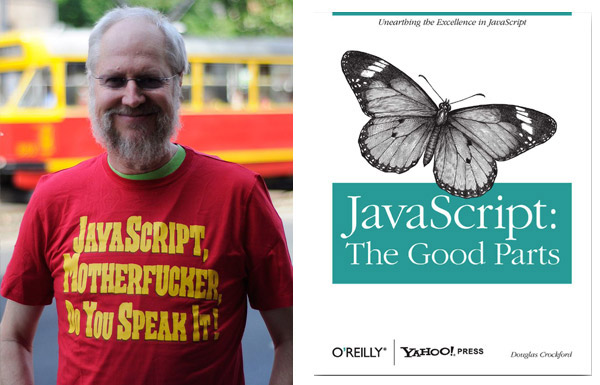 JAVASCRIPT,
MOTHERFUCKER,
DO YOU SPEAK IT!
Unearthing the Excellence in JavaScript
JavaScript:
The Good Parts
O'REILLY® YAHOO! PRESS Douglas Crockford